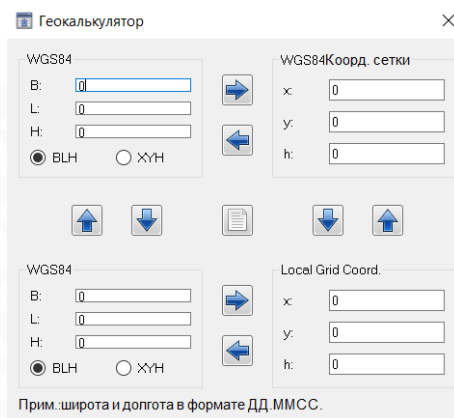 Геокалькулятор
WGS84
B: 0
L: 0
H: 0
BLH XYH
WGS84Коорд. сетки
x: 0
y: 0
h: 0
WGS84
B: 0
L: 0
H: 0
BLH XYH
Local Grid Coord.
x: 0
y: 0
h: 0
Прим.:широта и долгота в формате ДД.ММСС.